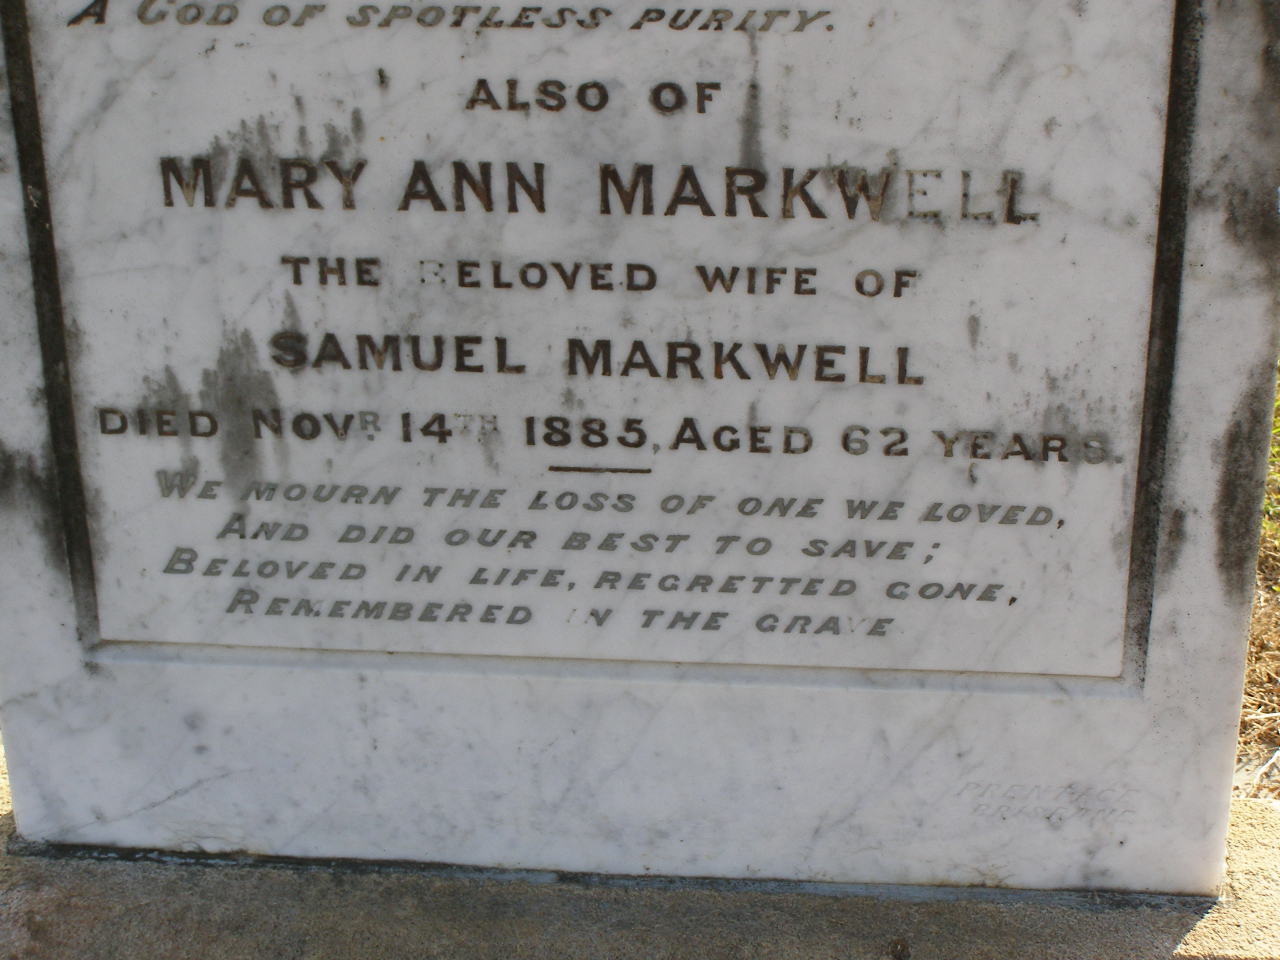 A GOD OF SPOTLESS PURITY.
ALSO OF
MARY ANN MARKWELL
THE BELOVED WIFE OF
SAMUEL MARKWELL
DIED NOVR 14TH 1885, AGED 62 YEARS.
WE MOURN THE LOSS OF ONE WE LOVED,
AND DID OUR BEST TO SAVE;
BELOVED IN LIFE, REGRETTED GONE,
REMEMBERED IN THE GRAVE
PRENTICE
BRISBANE